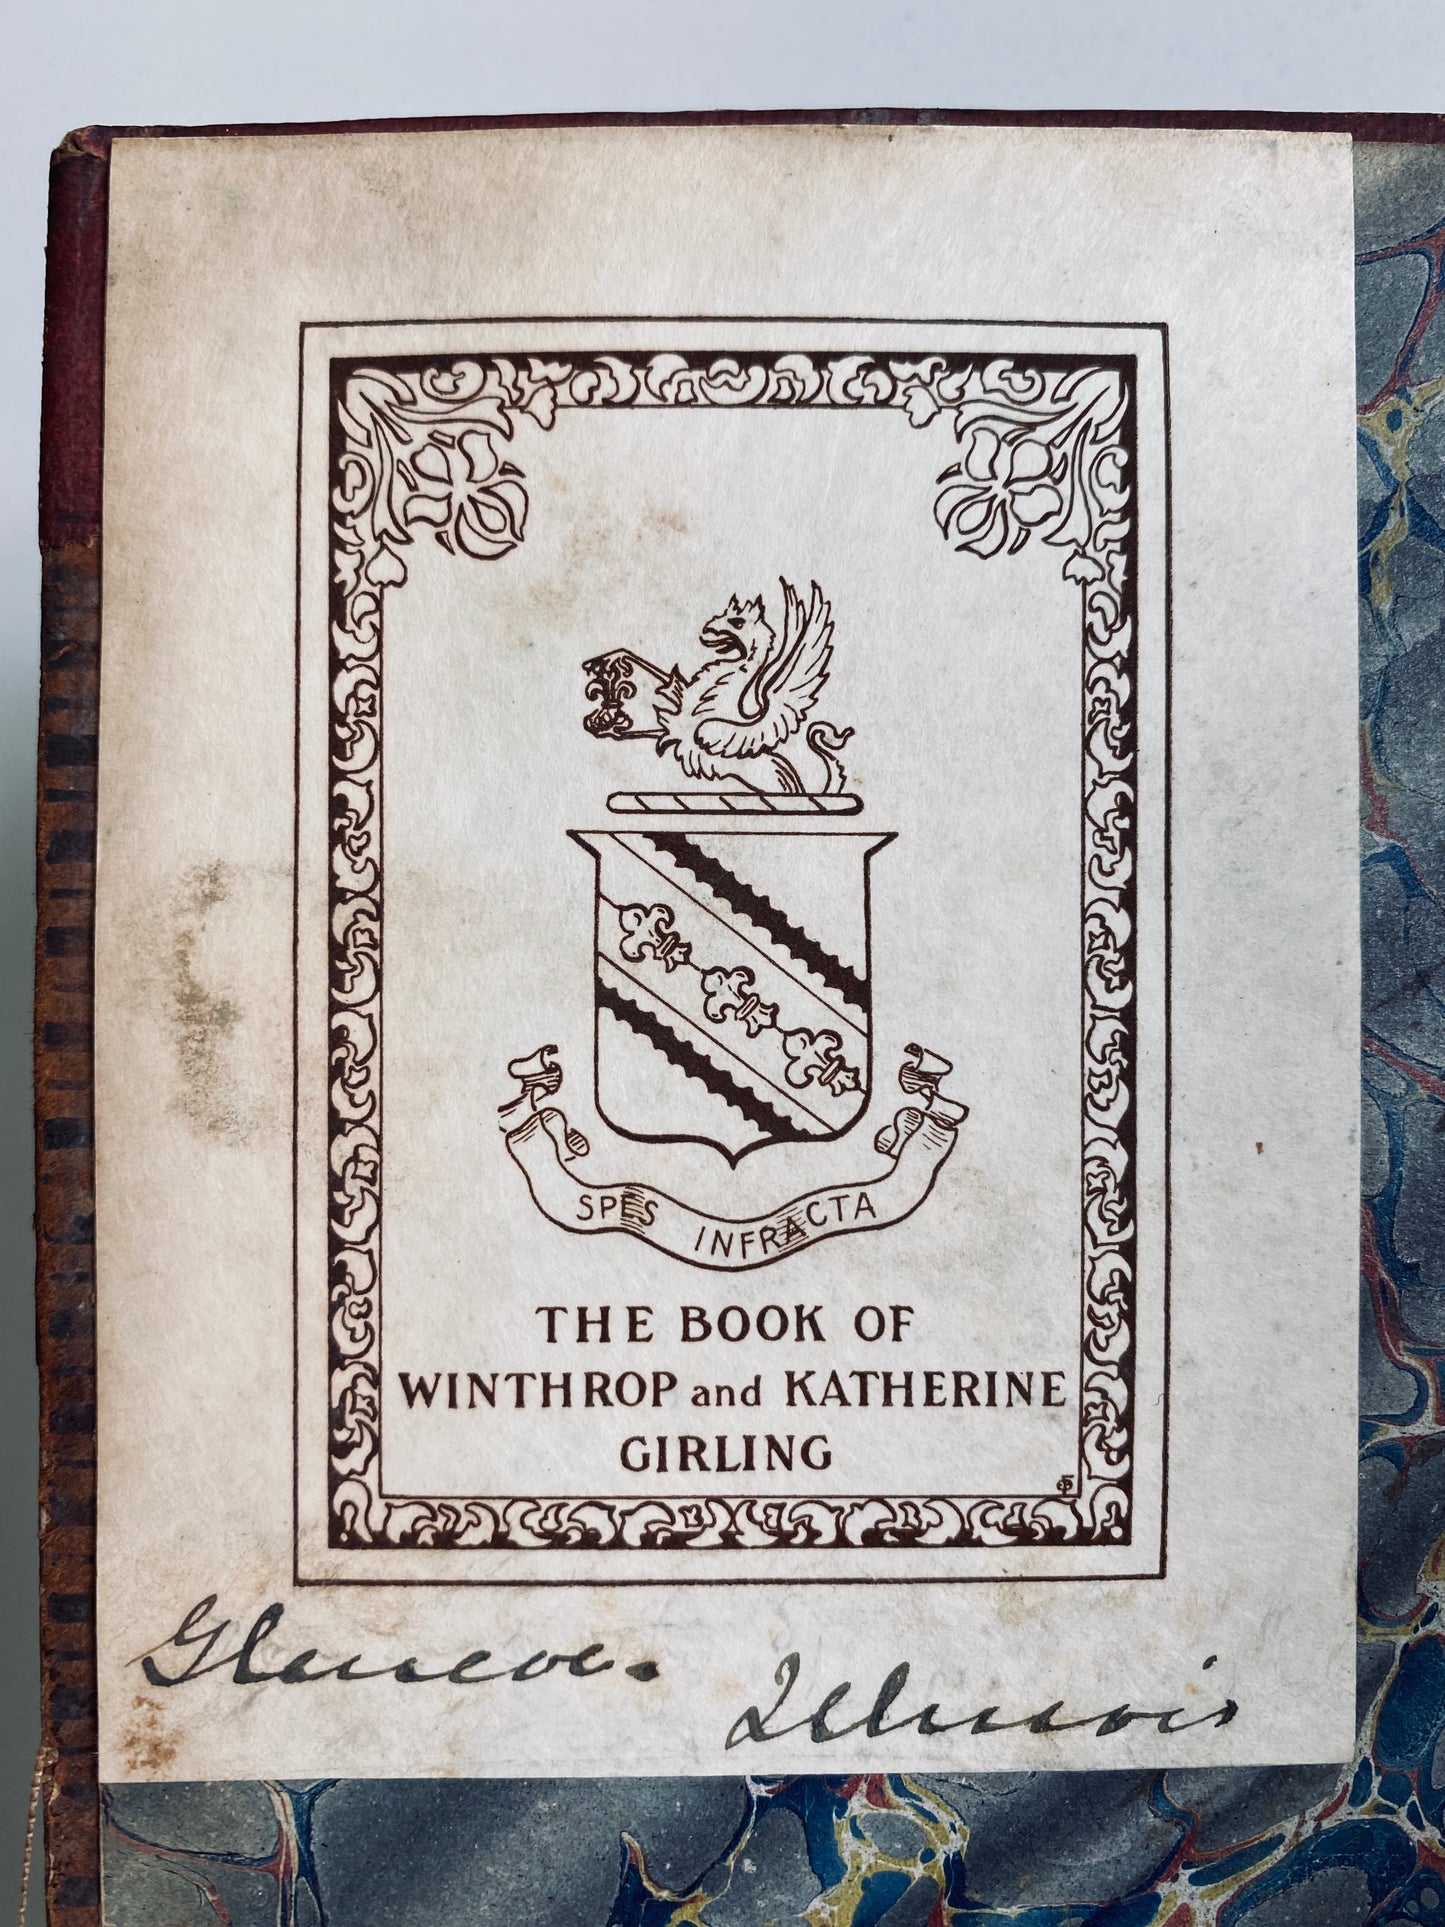 SPES INFRACTA
THE BOOK OF
WINTHROP and KATHERINE
GIRLING
Glencoe.
Illinois